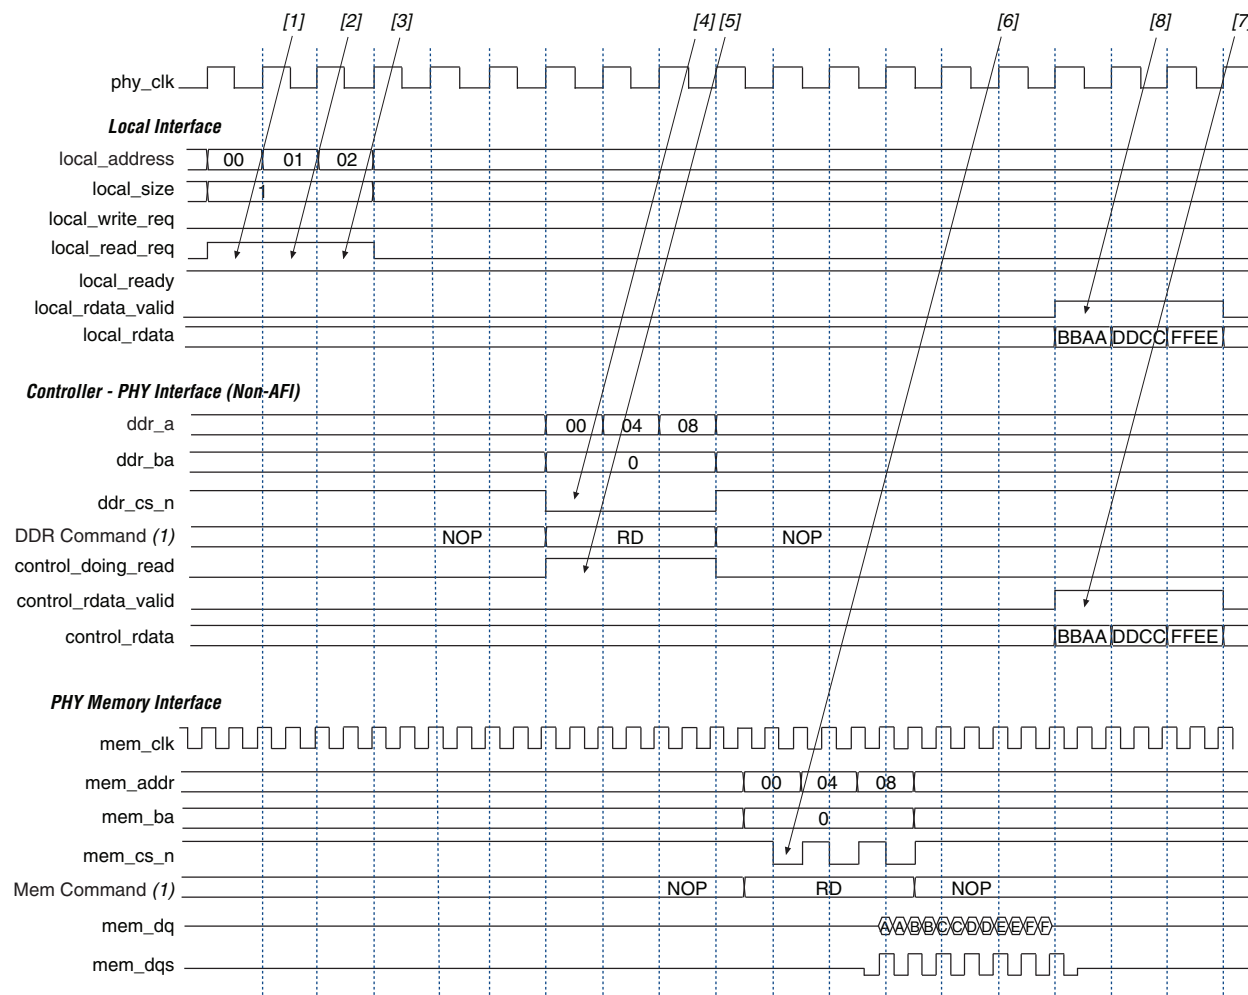 [1] [2] [3] [4] [5] [6] [8] [7]
phy_clk
Local Interface
local_address 00 01 02
local_size 1
local_write_req
local_read_req
local_ready
local_rdata_valid
local_rdata BBAA DDCC FFEE
Controller - PHY Interface (Non-AFI)
ddr_a 00 04 08
ddr_ba 0
ddr_cs_n
DDR Command (1) NOP RD NOP
control_doing_read
control_rdata_valid
control_rdata BBAA DDCC FFEE
PHY Memory Interface
mem_clk
mem_addr 00 04 08
mem_ba 0
mem_cs_n
Mem Command (1) NOP RD NOP
mem_dq A A B B C C D D E E F F
mem_dqs